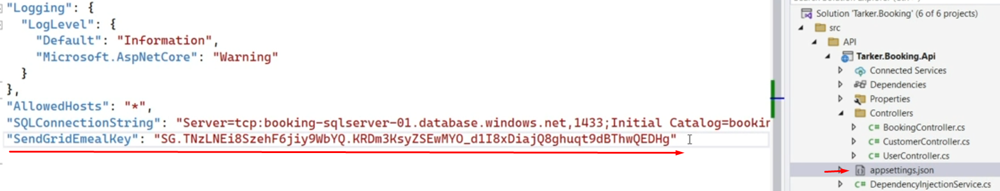 "Logging": {
"LogLevel": {
"Default": "Information",
"Microsoft.AspNetCore": "Warning"
}
},
"AllowedHosts": "*",
"SQLConnectionString": "Server=tcp:booking-sqlserver-01.database.windows.net,1433;Initial Catalog=bookin
"SendGridEmealKey": "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"
Solution 'Tarker.Booking' (6 of 6 projects)
src
API
Tarker.Booking.Api
Connected Services
Dependencies
Properties
Controllers
C# BookingController.cs
C# CustomerController.cs
C# UserController.cs
appsettings.json
C# DependencyInjectionService.cs